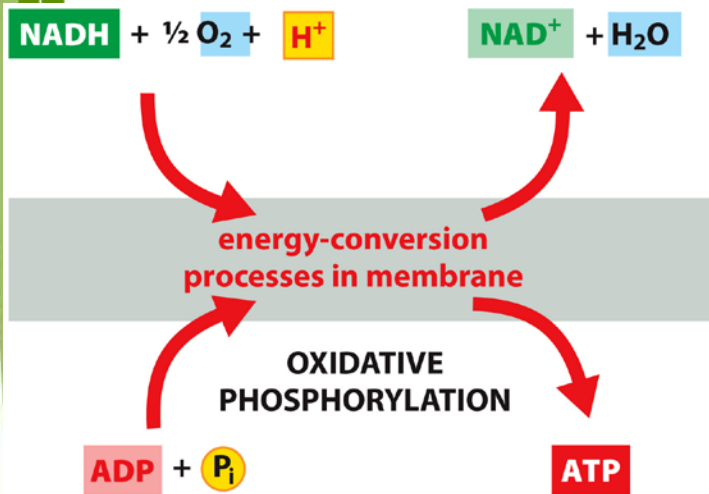 NADH + ½ O₂ + H⁺ NAD⁺ + H₂O
energy-conversion
processes in membrane
OXIDATIVE
PHOSPHORYLATION
ADP + Pᵢ ATP